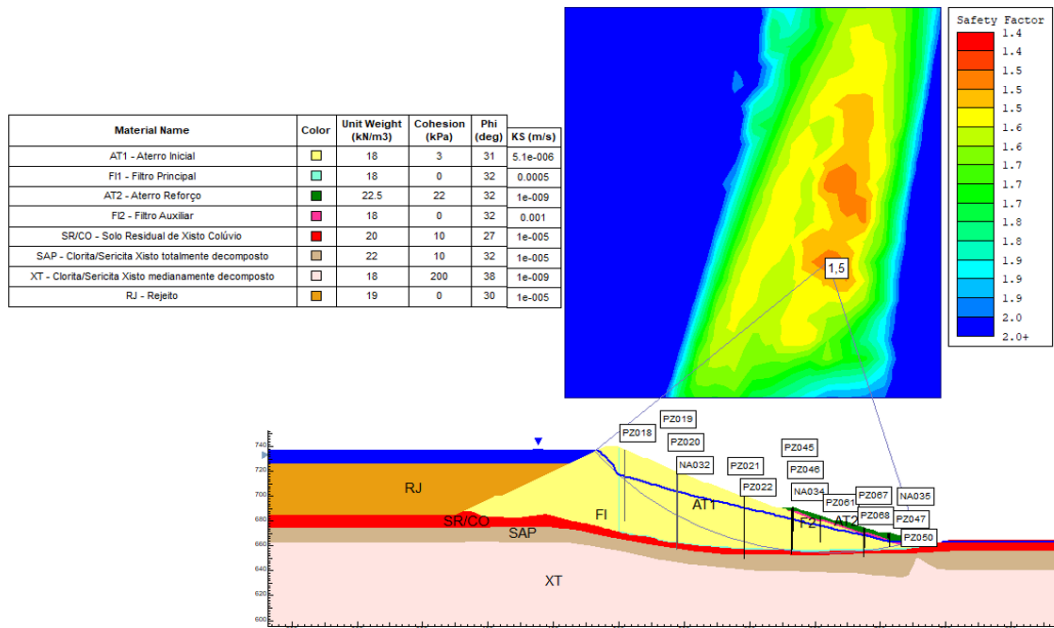 Safety Factor
1.4
1.4
1.5
1.5
1.6
1.6
1.7
1.7
1.8
1.8
1.9
1.9
2.0
2.0+
Material Name Color Unit Weight (kN/m3) Cohesion (kPa) Phi (deg) KS (m/s)
AT1 - Aterro Inicial 18 3 31 5.1e-006
FI1 - Filtro Principal 18 0 32 0.0005
AT2 - Aterro Reforço 22.5 22 32 1e-009
FI2 - Filtro Auxiliar 18 0 32 0.001
SR/CO - Solo Residual de Xisto Colúvio 20 10 27 1e-005
SAP - Clorita/Sericita Xisto totalmente decomposto 22 10 32 1e-005
XT - Clorita/Sericita Xisto medianamente decomposto 18 200 38 1e-009
RJ - Rejeito 19 0 30 1e-005
1,5
PZ019
PZ018
PZ020
PZ045
NA032
PZ021
PZ046
PZ022
NA034
PZ061
PZ067
NA035
PZ068
PZ047
PZ050
740
720
700
680
660
640
620
600
RJ
SR/CO
SAP
FI
AT1
F2
AT2
XT